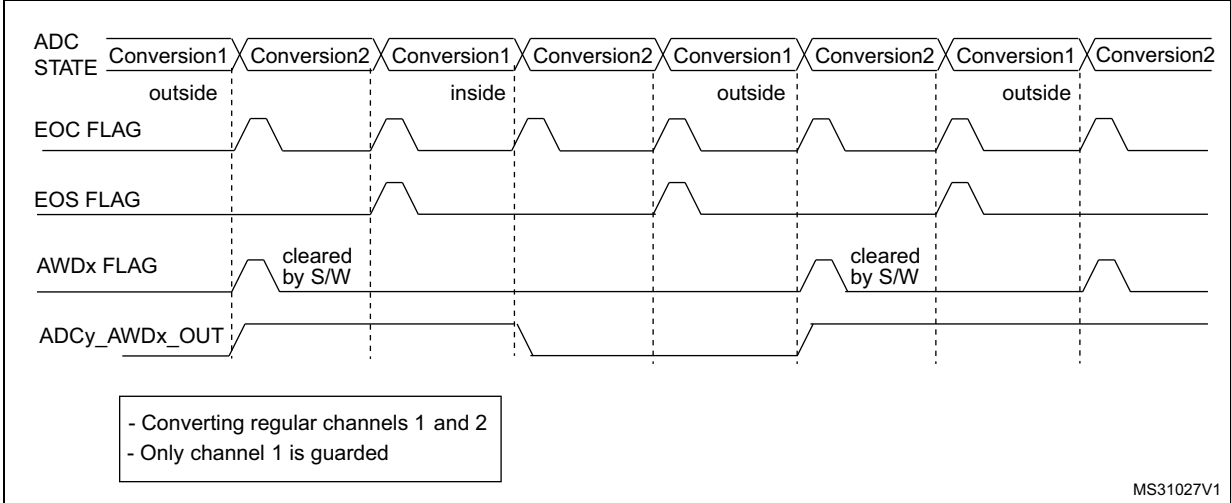 ADC
STATE
Conversion1 Conversion2 Conversion1 Conversion2 Conversion1 Conversion2 Conversion1 Conversion2
outside inside outside outside
EOC FLAG
EOS FLAG
AWDx FLAG
cleared
by S/W
cleared
by S/W
ADCy_AWDx_OUT
- Converting regular channels 1 and 2
- Only channel 1 is guarded
MS31027V1